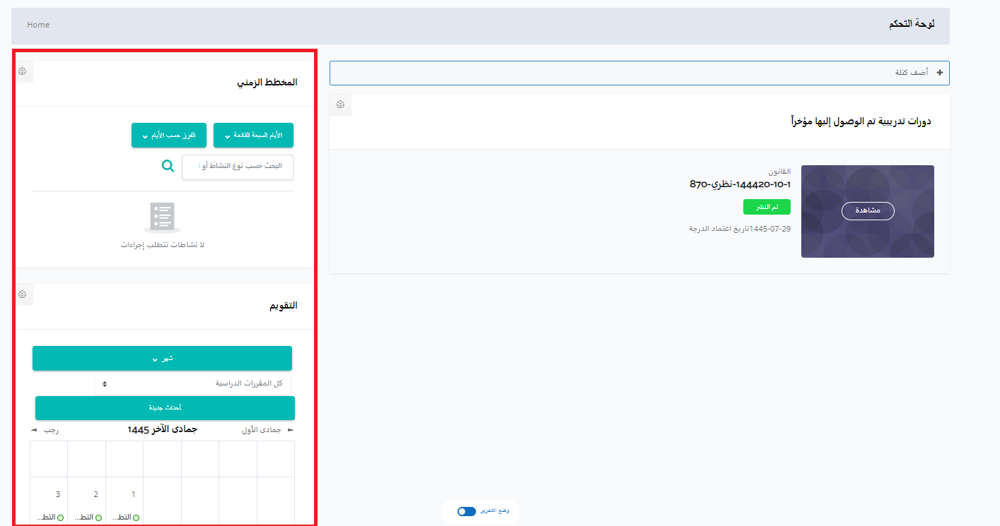 لوحة التحكم
Home
أضف كتلة
دورات تدريبية تم الوصول إليها مؤخراً
مشاهدة
القانون
144420-10-1-نظري-870
تم النشر
1445-07-29تاريخ اعتماد الدرجة
المخطط الزمني
الأيام السبعة القادمة
الفرز حسب الأيام
البحث حسب نوع النشاط أو ا
لا نشاطات تتطلب إجراءات
التقويم
شهر
كل المقررات الدراسية
أحداث جديدة
جمادى الأول
جمادى الآخر 1445
رجب
1
2
3
التط...
التط...
التط...
وضع التحرير